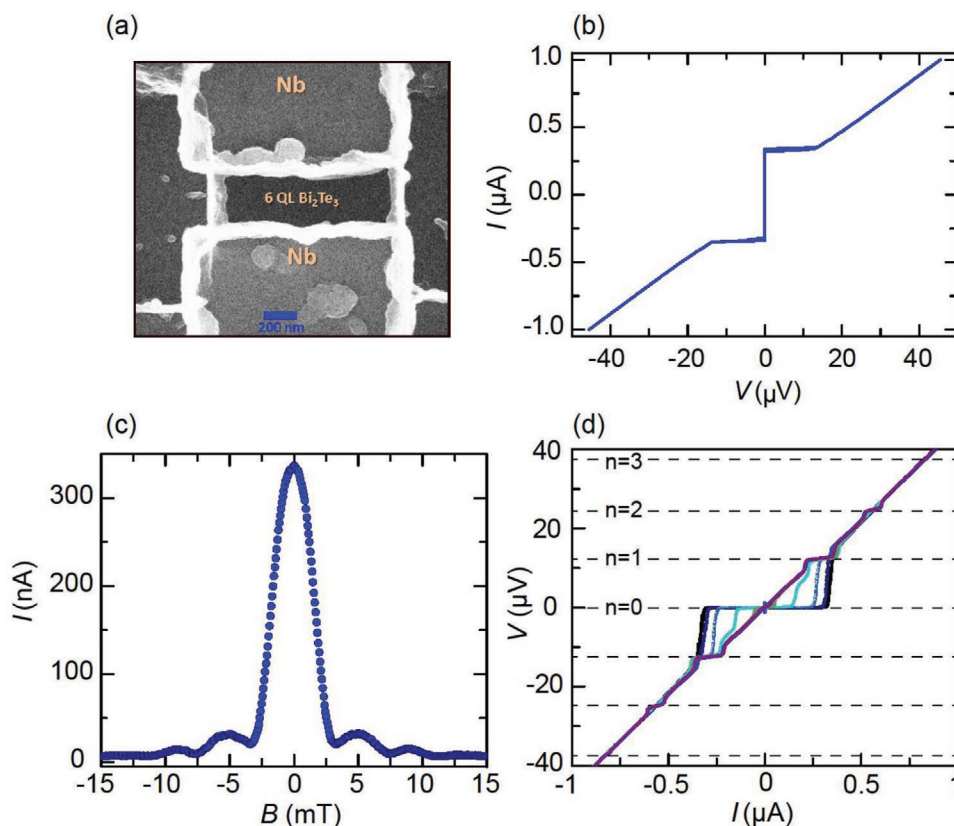 (a)
Nb
6 QL Bi₂Te₃
Nb
200 nm
(b)
I (µA)
1.0
0.5
0.0
-0.5
-1.0
-40 -20 0 20 40
V (µV)
(c)
I (nA)
300
200
100
0
-15 -10 -5 0 5 10 15
B (mT)
(d)
V (µV)
40
20
0
-20
-40
n=3
n=2
n=1
n=0
-1 -0.5 0 0.5 1
I (µA)